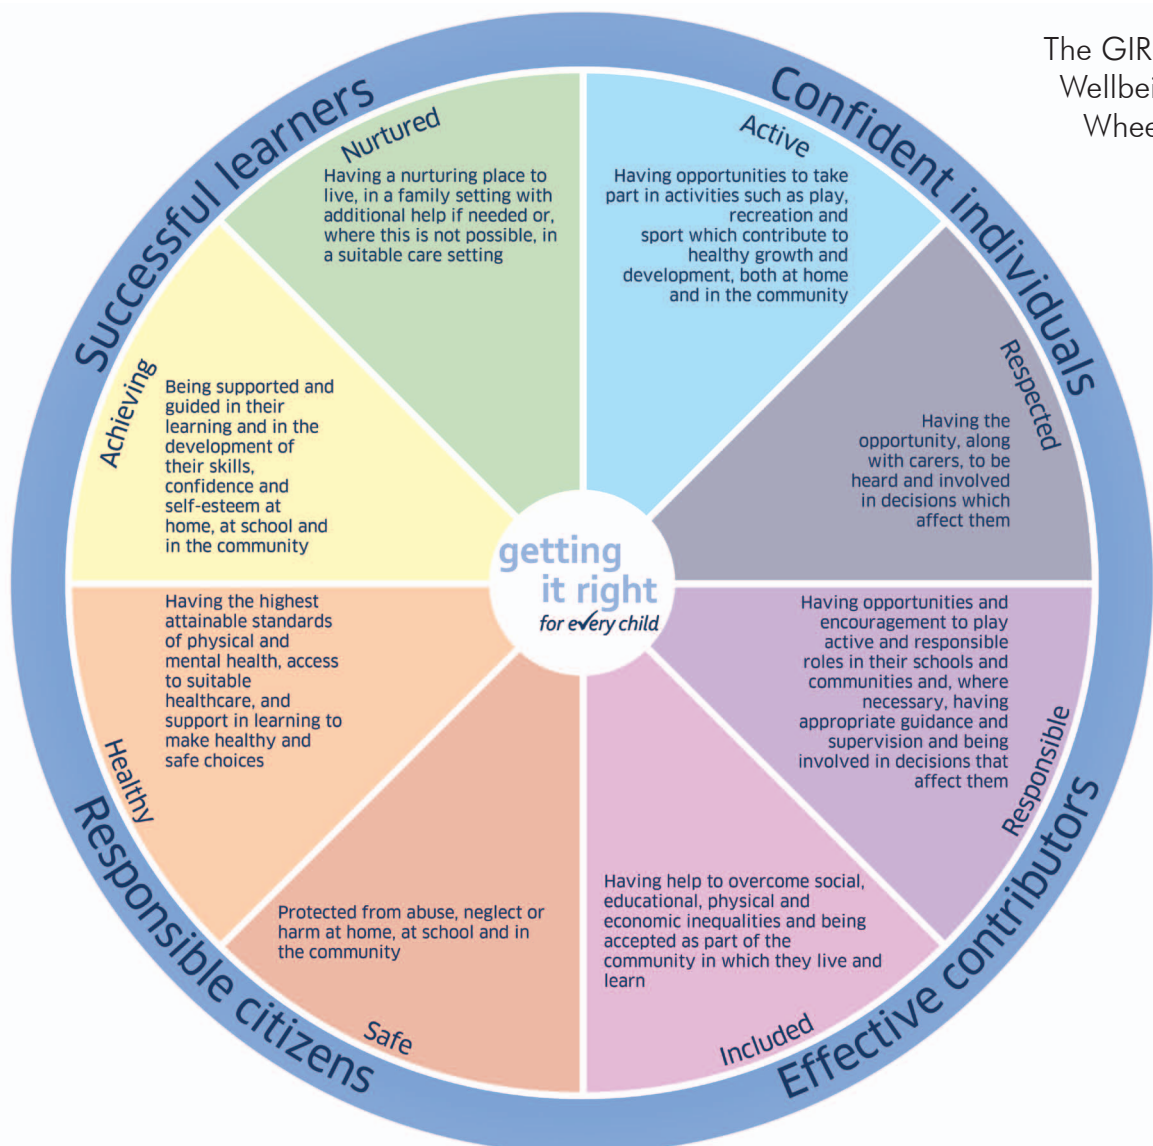 The GIR
Wellbei
Whee
Successful learners
Confident individuals
Nurtured
Having a nurturing place to
live, in a family setting with
additional help if needed or,
where this is not possible, in
a suitable care setting
Active
Having opportunities to take
part in activities such as play,
recreation and
sport which contribute to
healthy growth and
development, both at home
and in the community
Achieving
Being supported and
guided in their
learning and in the
development of
their skills,
confidence and
self-esteem at
home, at school and
in the community
Respected
Having the
opportunity, along
with carers, to be
heard and involved
in decisions which
affect them
getting
it right
for every child
Healthy
Having the highest
attainable standards
of physical and
mental health, access
to suitable
healthcare, and
support in learning to
make healthy and
safe choices
Responsible
Having opportunities and
encouragement to play
active and responsible
roles in their schools and
communities and, where
necessary, having
appropriate guidance and
supervision and being
involved in decisions that
affect them
Safe
Protected from abuse, neglect or
harm at home, at school and in
the community
Included
Having help to overcome social,
educational, physical and
economic inequalities and being
accepted as part of the
community in which they live and
learn
Responsible citizens
Effective contributors